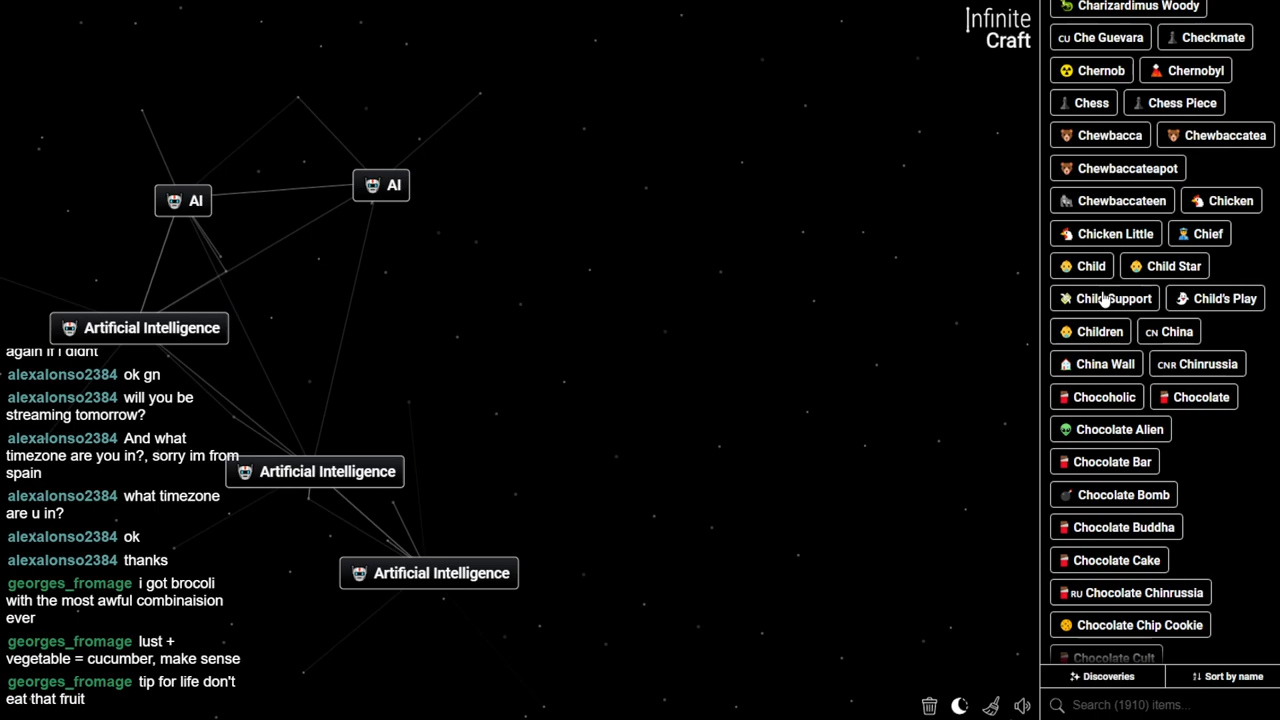 Infinite
Craft
AI
AI
Artificial Intelligence
Artificial Intelligence
Artificial Intelligence
again if i didnt
alexalonso2384 ok gn
alexalonso2384 will you be
streaming tomorrow?
alexalonso2384 And what
timezone are you in?, sorry im from
spain
alexalonso2384 what timezone
are u in?
alexalonso2384 ok
alexalonso2384 thanks
georges_fromage i got brocoli
with the most awful combinaision
ever
georges_fromage lust +
vegetable = cucumber, make sense
georges_fromage tip for life don't
eat that fruit
Charizardimus Woody
CU Che Guevara Checkmate
Chernob Chernobyl
Chess Chess Piece
Chewbacca Chewbaccatea
Chewbaccateapot
Chewbaccateen Chicken
Chicken Little Chief
Child Child Star
Child Support Child's Play
Children CN China
China Wall CNR Chinrussia
Chocoholic Chocolate
Chocolate Alien
Chocolate Bar
Chocolate Bomb
Chocolate Buddha
Chocolate Cake
RU Chocolate Chinrussia
Chocolate Chip Cookie
Chocolate Cult
Discoveries Sort by name
Search (1910) items...